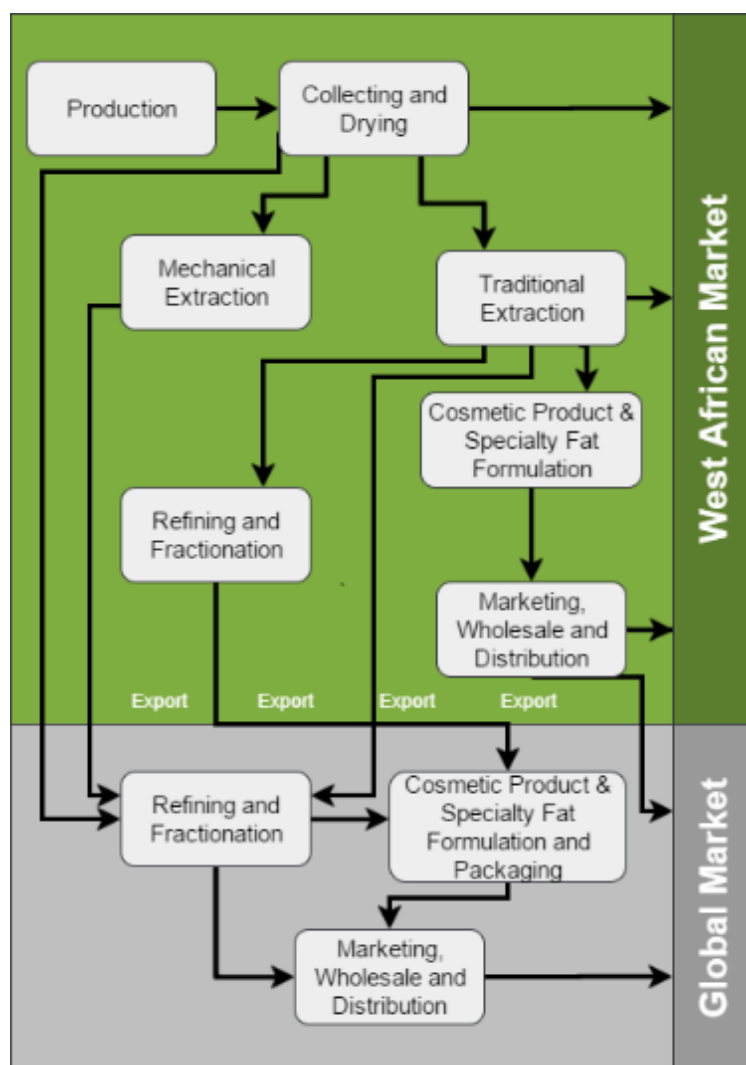 Production
Collecting and
Drying
Mechanical
Extraction
Traditional
Extraction
Cosmetic Product &
Specialty Fat
Formulation
Refining and
Fractionation
Marketing,
Wholesale and
Distribution
Export
Export
Export
Export
West African Market
Refining and
Fractionation
Cosmetic Product &
Specialty Fat
Formulation and
Packaging
Marketing,
Wholesale and
Distribution
Global Market